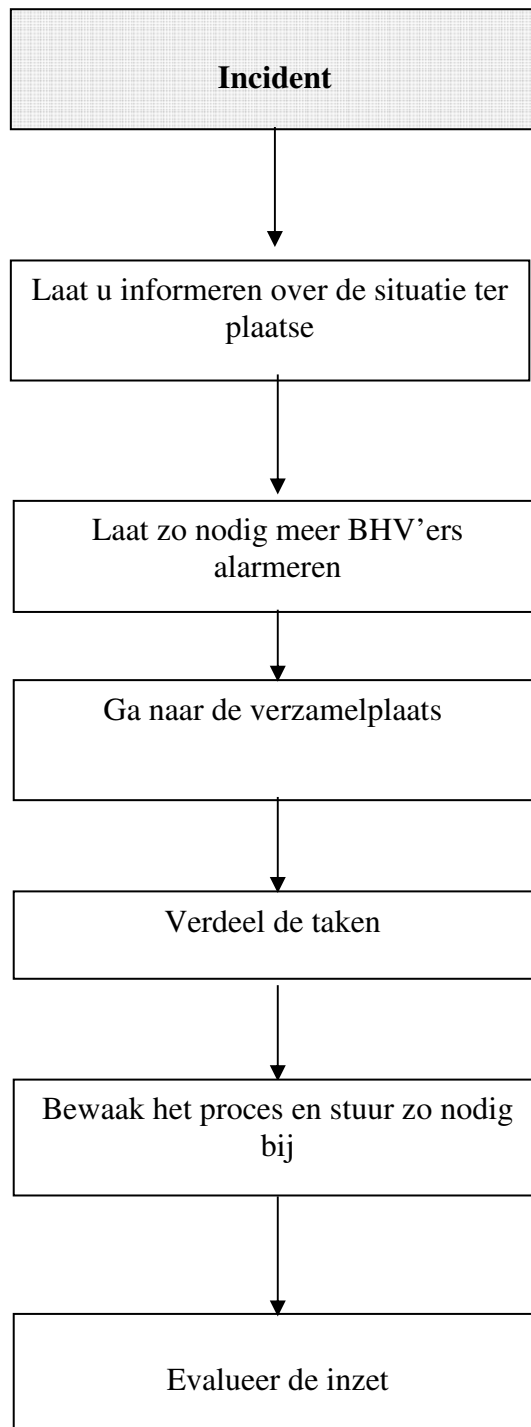 Incident
Laat u informeren over de situatie ter
plaatse
Laat zo nodig meer BHV’ers
alarmeren
Ga naar de verzamelplaats
Verdeel de taken
Bewaak het proces en stuur zo nodig
bij
Evalueer de inzet